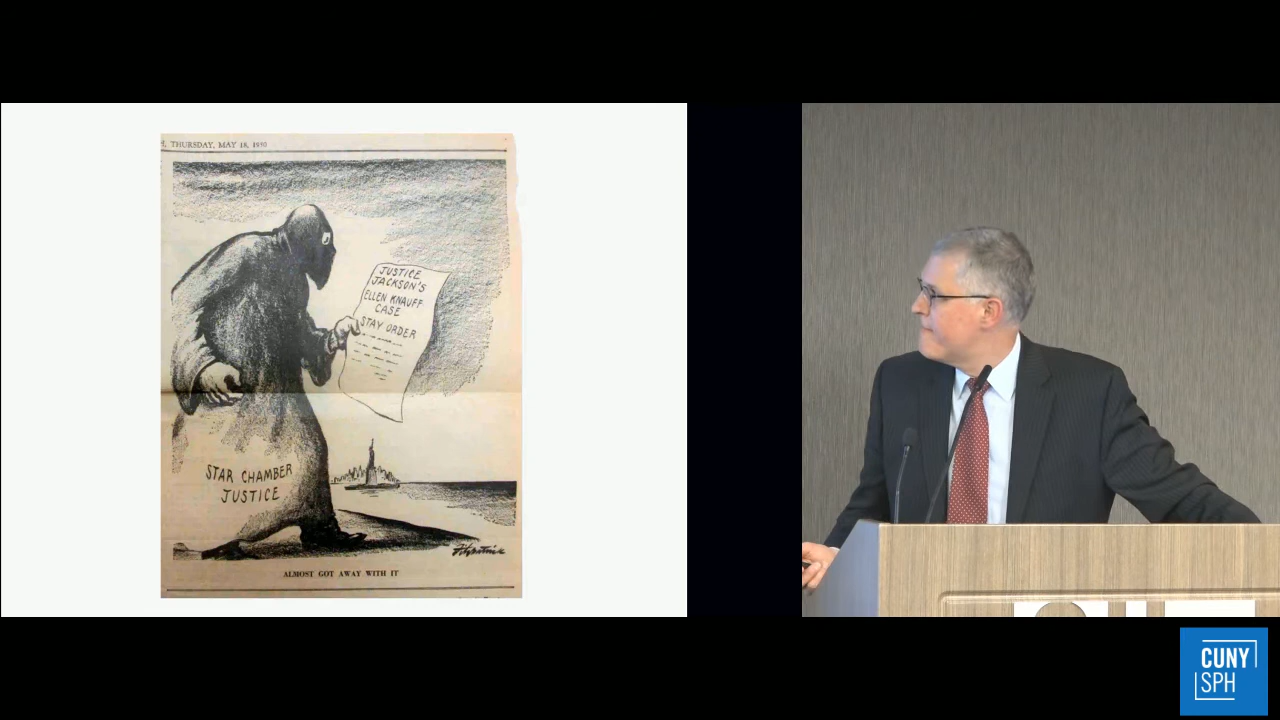 THURSDAY, MAY 18, 1950
JUSTICE
JACKSON'S
ELLEN KNAUFF
CASE
STAY ORDER
STAR CHAMBER
JUSTICE
Fitzpatrick
ALMOST GOT AWAY WITH IT
CUNY
SPH